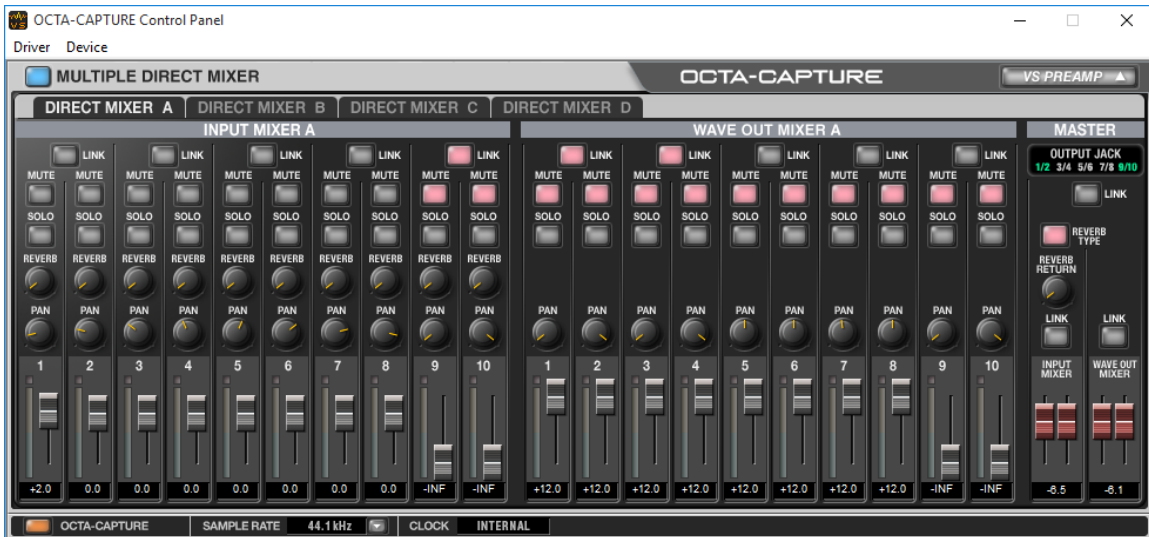 OCTA-CAPTURE Control Panel
Driver Device
MULTIPLE DIRECT MIXER OCTA-CAPTURE VS PREAMP
DIRECT MIXER A DIRECT MIXER B DIRECT MIXER C DIRECT MIXER D
INPUT MIXER A WAVE OUT MIXER A MASTER
LINK LINK LINK LINK LINK LINK LINK LINK LINK LINK OUTPUT JACK
1/2 3/4 5/6 7/8 9/10
MUTE MUTE MUTE MUTE MUTE MUTE MUTE MUTE MUTE MUTE MUTE MUTE MUTE MUTE MUTE MUTE MUTE MUTE MUTE MUTE
LINK
SOLO SOLO SOLO SOLO SOLO SOLO SOLO SOLO SOLO SOLO SOLO SOLO SOLO SOLO SOLO SOLO SOLO SOLO SOLO SOLO
REVERB TYPE
REVERB REVERB REVERB REVERB REVERB REVERB REVERB REVERB REVERB REVERB REVERB RETURN
PAN PAN PAN PAN PAN PAN PAN PAN PAN PAN PAN PAN PAN PAN PAN PAN PAN PAN PAN PAN
LINK LINK
1 2 3 4 5 6 7 8 9 10 1 2 3 4 5 6 7 8 9 10 INPUT MIXER WAVE OUT MIXER
+2.0 0.0 0.0 0.0 0.0 0.0 0.0 0.0 -INF -INF +12.0 +12.0 +12.0 +12.0 +12.0 +12.0 +12.0 +12.0 -INF -INF -6.5 -6.1
OCTA-CAPTURE SAMPLE RATE 44.1 kHz CLOCK INTERNAL